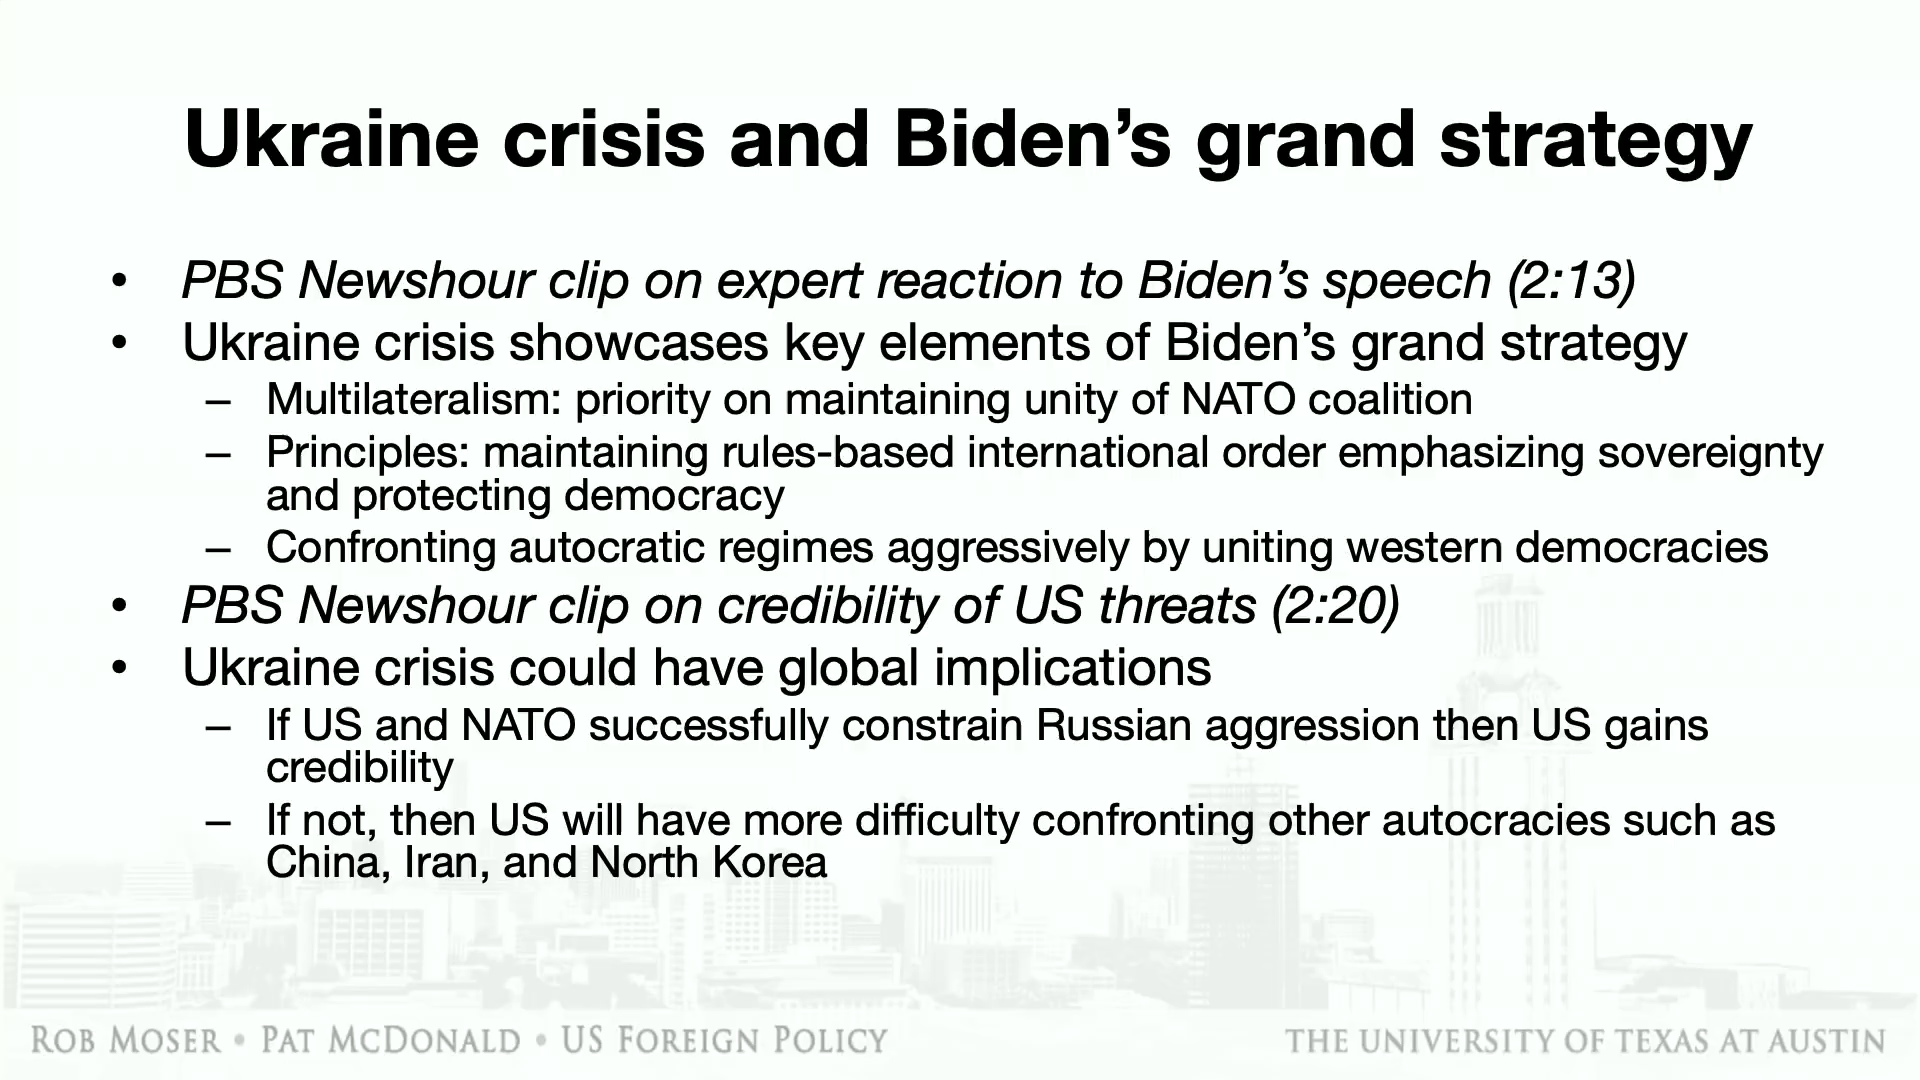 Ukraine crisis and Biden’s grand strategy
• PBS Newshour clip on expert reaction to Biden’s speech (2:13)
• Ukraine crisis showcases key elements of Biden’s grand strategy
– Multilateralism: priority on maintaining unity of NATO coalition
– Principles: maintaining rules-based international order emphasizing sovereignty
and protecting democracy
– Confronting autocratic regimes aggressively by uniting western democracies
• PBS Newshour clip on credibility of US threats (2:20)
• Ukraine crisis could have global implications
– If US and NATO successfully constrain Russian aggression then US gains
credibility
– If not, then US will have more difficulty confronting other autocracies such as
China, Iran, and North Korea
ROB MOSER • PAT MCDONALD • US FOREIGN POLICY
THE UNIVERSITY OF TEXAS AT AUSTIN